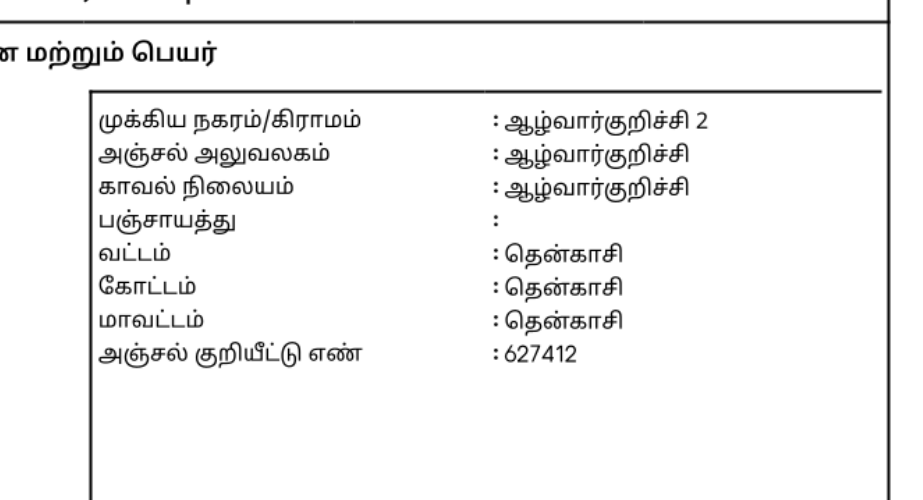 மற்றும் பெயர்
முக்கிய நகரம்/கிராமம் : ஆழ்வார்குறிச்சி 2
அஞ்சல் அலுவலகம் : ஆழ்வார்குறிச்சி
காவல் நிலையம் : ஆழ்வார்குறிச்சி
பஞ்சாயத்து :
வட்டம் : தென்காசி
கோட்டம் : தென்காசி
மாவட்டம் : தென்காசி
அஞ்சல் குறியீட்டு எண் : 627412